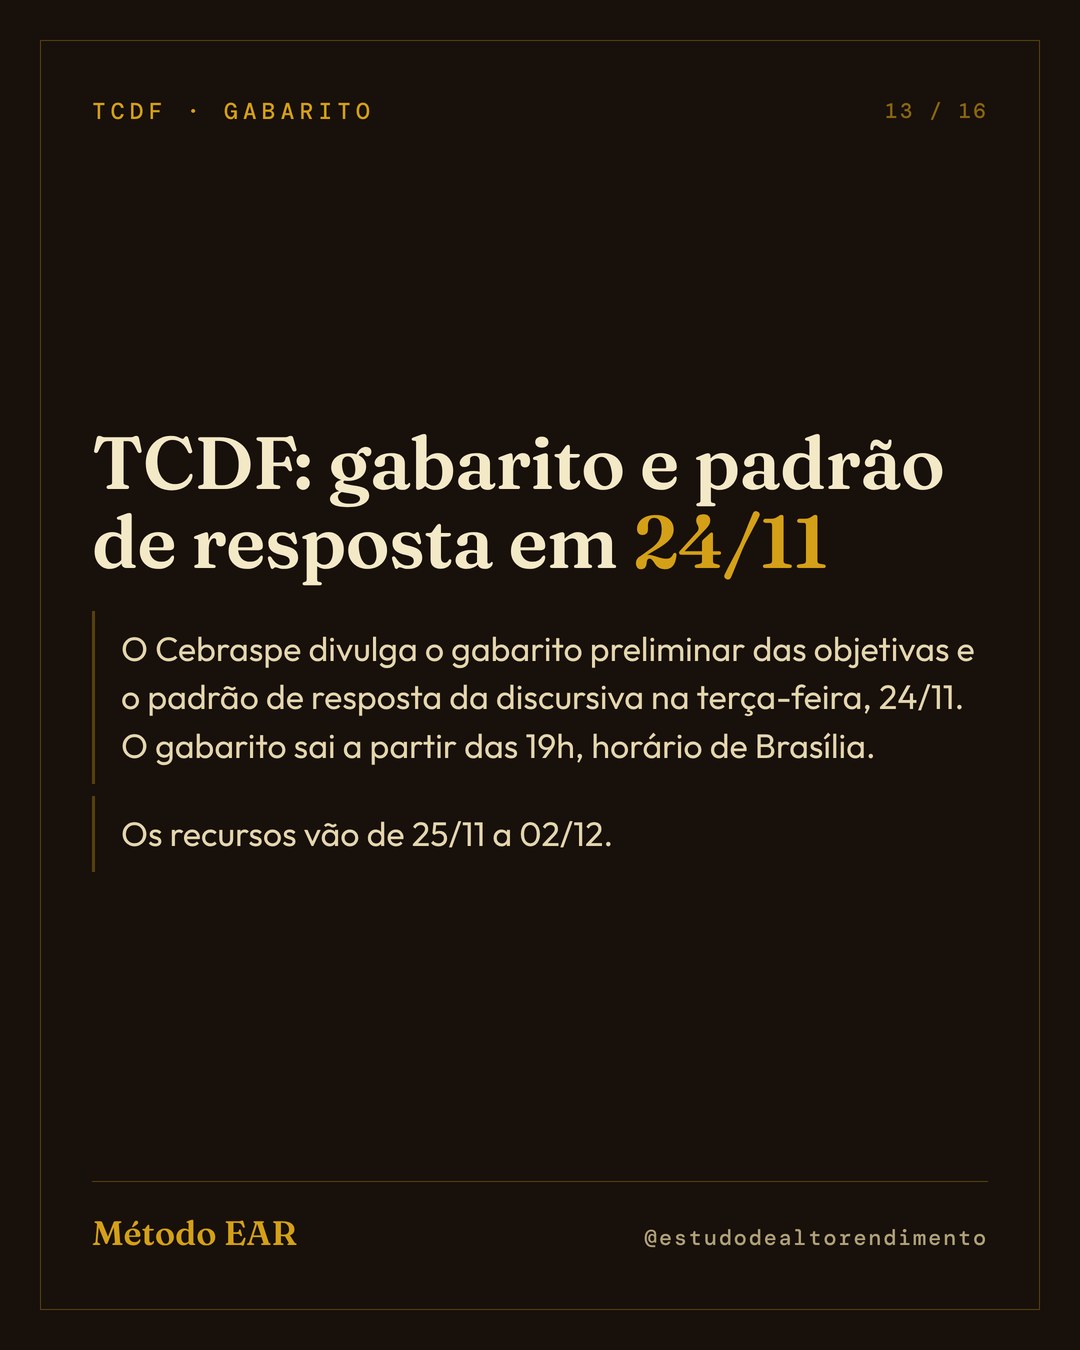 TCDF · GABARITO
13 / 16
TCDF: gabarito e padrão
de resposta em 24/11
O Cebraspe divulga o gabarito preliminar das objetivas e
o padrão de resposta da discursiva na terça-feira, 24/11.
O gabarito sai a partir das 19h, horário de Brasília.
Os recursos vão de 25/11 a 02/12.
Método EAR
@estudodealtorendimento